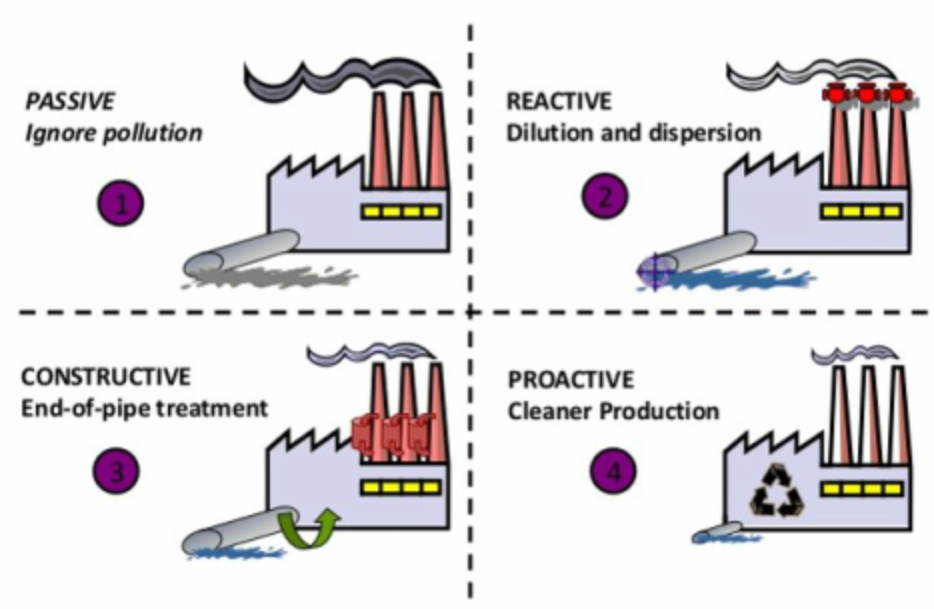 PASSIVE
Ignore pollution
1
REACTIVE
Dilution and dispersion
2
CONSTRUCTIVE
End-of-pipe treatment
3
PROACTIVE
Cleaner Production
4